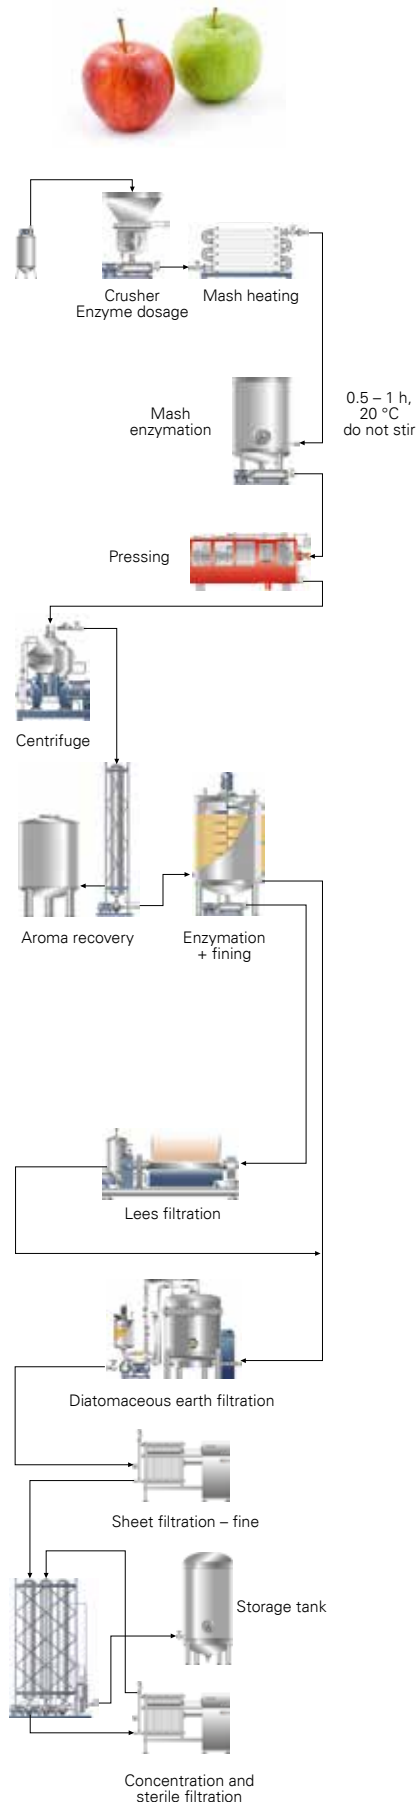 Crusher
Enzyme dosage
Mash heating
Mash
enzymation
0.5 – 1 h,
20 °C
do not stir
Pressing
Centrifuge
Aroma recovery
Enzymation
+ fining
Lees filtration
Diatomaceous earth filtration
Sheet filtration – fine
Storage tank
Concentration and
sterile filtration